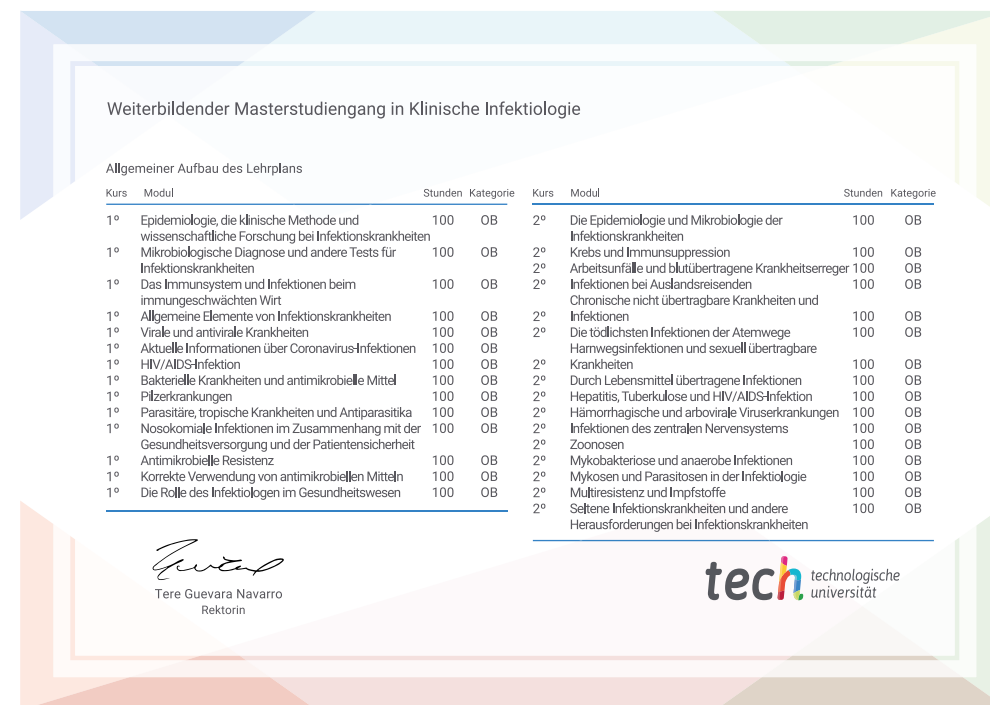 Weiterbildender Masterstudiengang in Klinische Infektiologie
Allgemeiner Aufbau des Lehrplans
Kurs Modul Stunden Kategorie
1º Epidemiologie, die klinische Methode und 100 OB
wissenschaftliche Forschung bei Infektionskrankheiten
1º Mikrobiologische Diagnose und andere Tests für 100 OB
Infektionskrankheiten
1º Das Immunsystem und Infektionen beim 100 OB
immungeschwächten Wirt
1º Allgemeine Elemente von Infektionskrankheiten 100 OB
1º Virale und antivirale Krankheiten 100 OB
1º Aktuelle Informationen über Coronavirus-Infektionen 100 OB
1º HIV/AIDS-Infektion 100 OB
1º Bakterielle Krankheiten und antimikrobielle Mittel 100 OB
1º Pilzerkrankungen 100 OB
1º Parasitäre, tropische Krankheiten und Antiparasitika 100 OB
1º Nosokomiale Infektionen im Zusammenhang mit der 100 OB
Gesundheitsversorgung und der Patientensicherheit
1º Antimikrobielle Resistenz 100 OB
1º Korrekte Verwendung von antimikrobiellen Mitteln 100 OB
1º Die Rolle des Infektiologen im Gesundheitswesen 100 OB
Kurs Modul Stunden Kategorie
2º Die Epidemiologie und Mikrobiologie der 100 OB
Infektionskrankheiten
2º Krebs und Immunsuppression 100 OB
2º Arbeitsunfälle und blutübertragene Krankheitserreger 100 OB
2º Infektionen bei Auslandsreisenden 100 OB
Chronische nicht übertragbare Krankheiten und
2º Infektionen 100 OB
2º Die tödlichsten Infektionen der Atemwege 100 OB
Harnwegsinfektionen und sexuell übertragbare
2º Krankheiten 100 OB
2º Durch Lebensmittel übertragene Infektionen 100 OB
2º Hepatitis, Tuberkulose und HIV/AIDS-Infektion 100 OB
2º Hämorrhagische und arbovirale Viruserkrankungen 100 OB
2º Infektionen des zentralen Nervensystems 100 OB
2º Zoonosen 100 OB
2º Mykobakteriose und anaerobe Infektionen 100 OB
2º Mykosen und Parasitosen in der Infektiologie 100 OB
2º Multiresistenz und Impfstoffe 100 OB
2º Seltene Infektionskrankheiten und andere 100 OB
Herausforderungen bei Infektionskrankheiten
Tere Guevara Navarro
Rektorin
tech technologische
universität